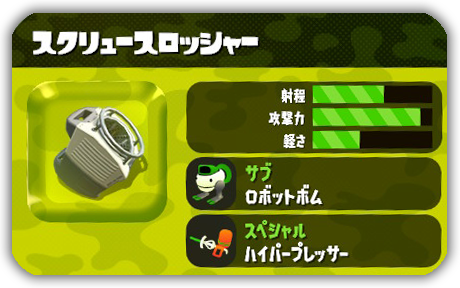 スクリュースロッシャー
射程
攻撃力
軽さ
サブ
ロボットボム
スペシャル
ハイパープレッサー